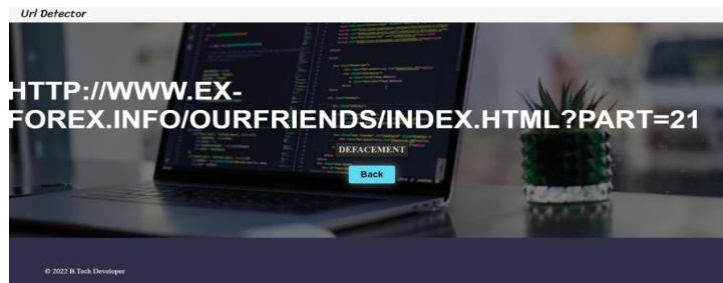 Url Detector
HTTP://WWW.EX-
FOREX.INFO/OURFRIENDS/INDEX.HTML?PART=21
DEFACEMENT
Back
© 2022 B.Tech Developer